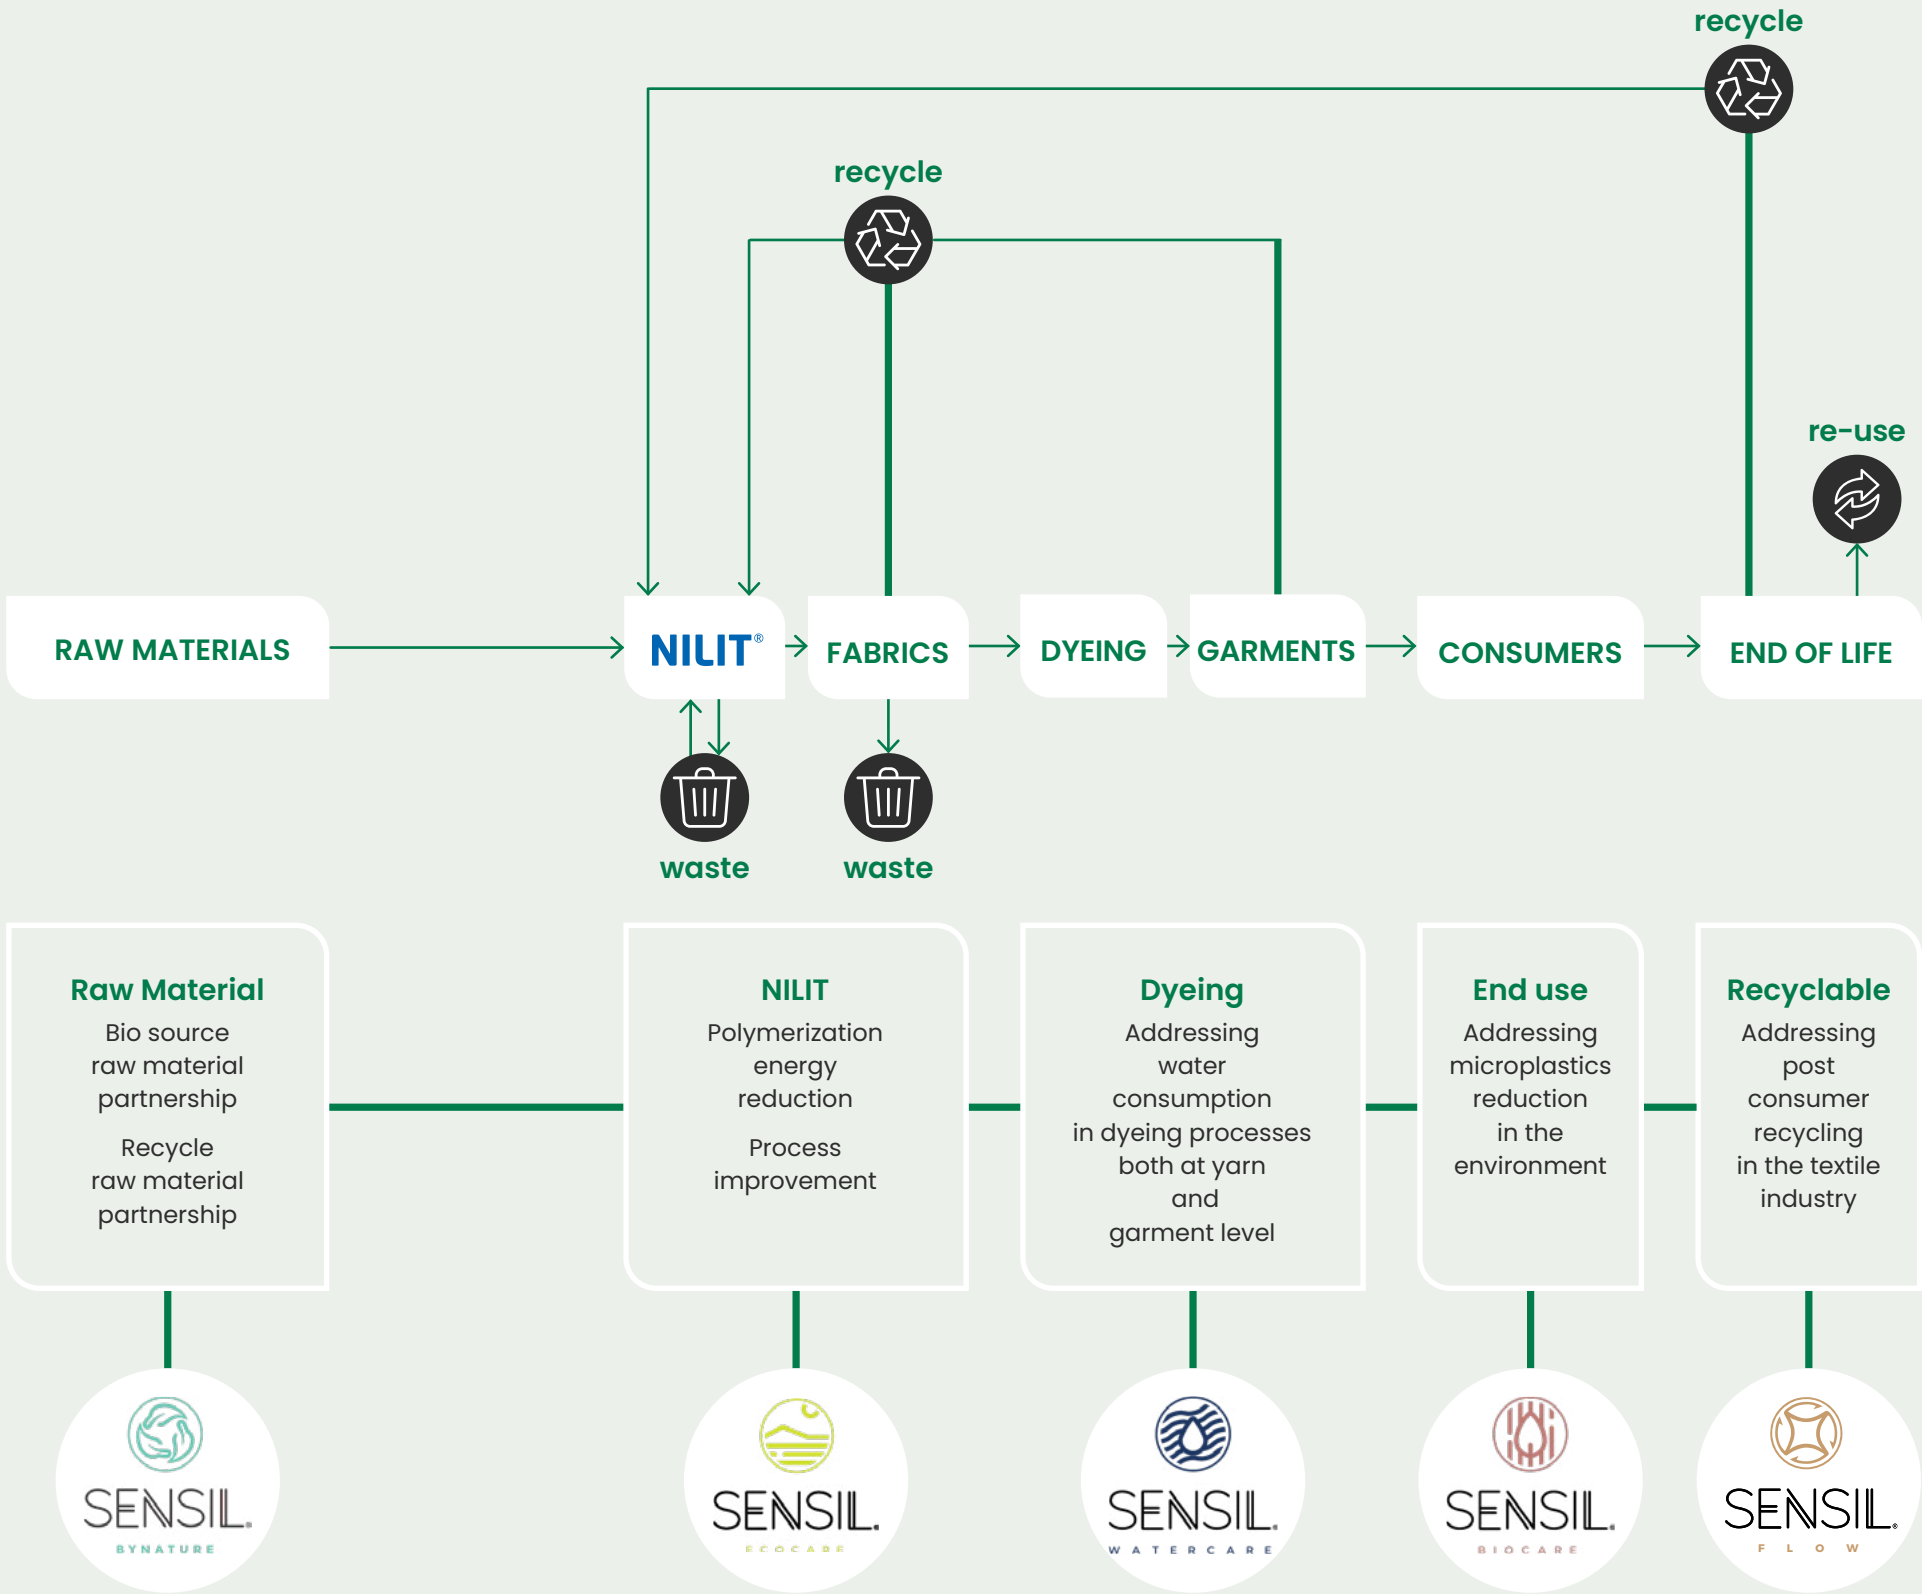 recycle
recycle
re-use
RAW MATERIALS
NILIT®
FABRICS
DYEING
GARMENTS
CONSUMERS
END OF LIFE
waste
waste
Raw Material
Bio source
raw material
partnership
Recycle
raw material
partnership
NILIT
Polymerization
energy
reduction
Process
improvement
Dyeing
Addressing
water
consumption
in dyeing processes
both at yarn
and
garment level
End use
Addressing
microplastics
reduction
in the
environment
Recyclable
Addressing
post
consumer
recycling
in the textile
industry
SENSIL®
BYNATURE
SENSIL®
ECOCARE
SENSIL®
WATERCARE
SENSIL®
BIOCARE
SENSIL®
FLOW